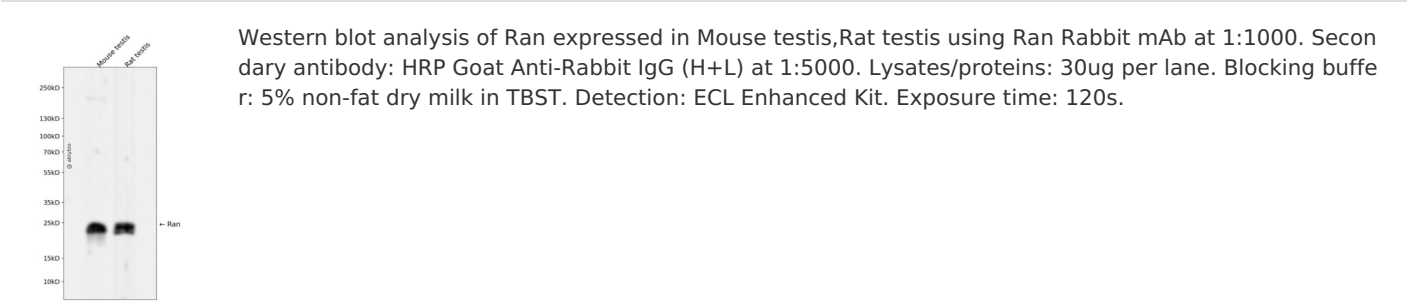 Mouse testis
Rat testis
250kD
130kD
100kD
70kD
55kD
35kD
25kD
15kD
10kD
@ abybio
← Ran
Western blot analysis of Ran expressed in Mouse testis,Rat testis using Ran Rabbit mAb at 1:1000. Secon
dary antibody: HRP Goat Anti-Rabbit IgG (H+L) at 1:5000. Lysates/proteins: 30ug per lane. Blocking buffe
r: 5% non-fat dry milk in TBST. Detection: ECL Enhanced Kit. Exposure time: 120s.